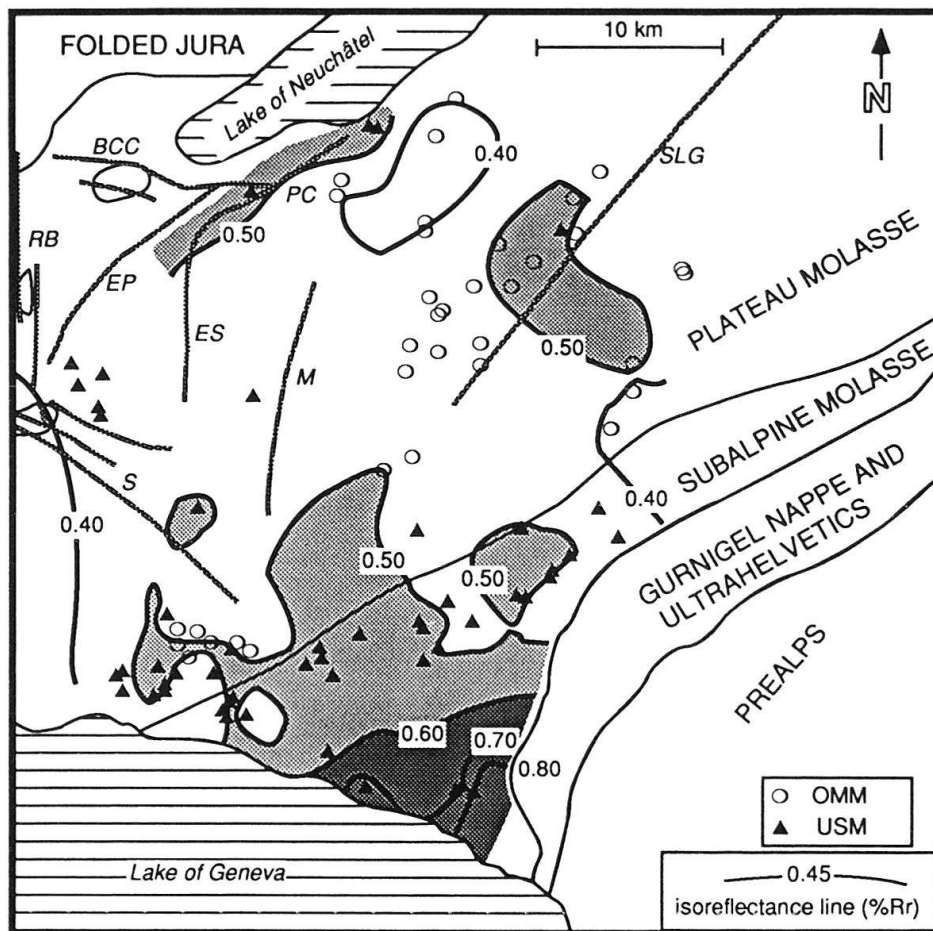 FOLDED JURA
Lake of Neuchâtel
10 km
N
BCC
0.40
SLG
PC
RB
0.50
EP
PLATEAU MOLASSE
ES
0.50
M
SUBALPINE MOLASSE
S
0.40
0.40
GURNIGEL NAPPE AND
ULTRAHELVETICS
0.50
0.50
PREALPS
0.60
0.70
0.80
OMM
USM
Lake of Geneva
0.45
isoreflectance line (%Rr)